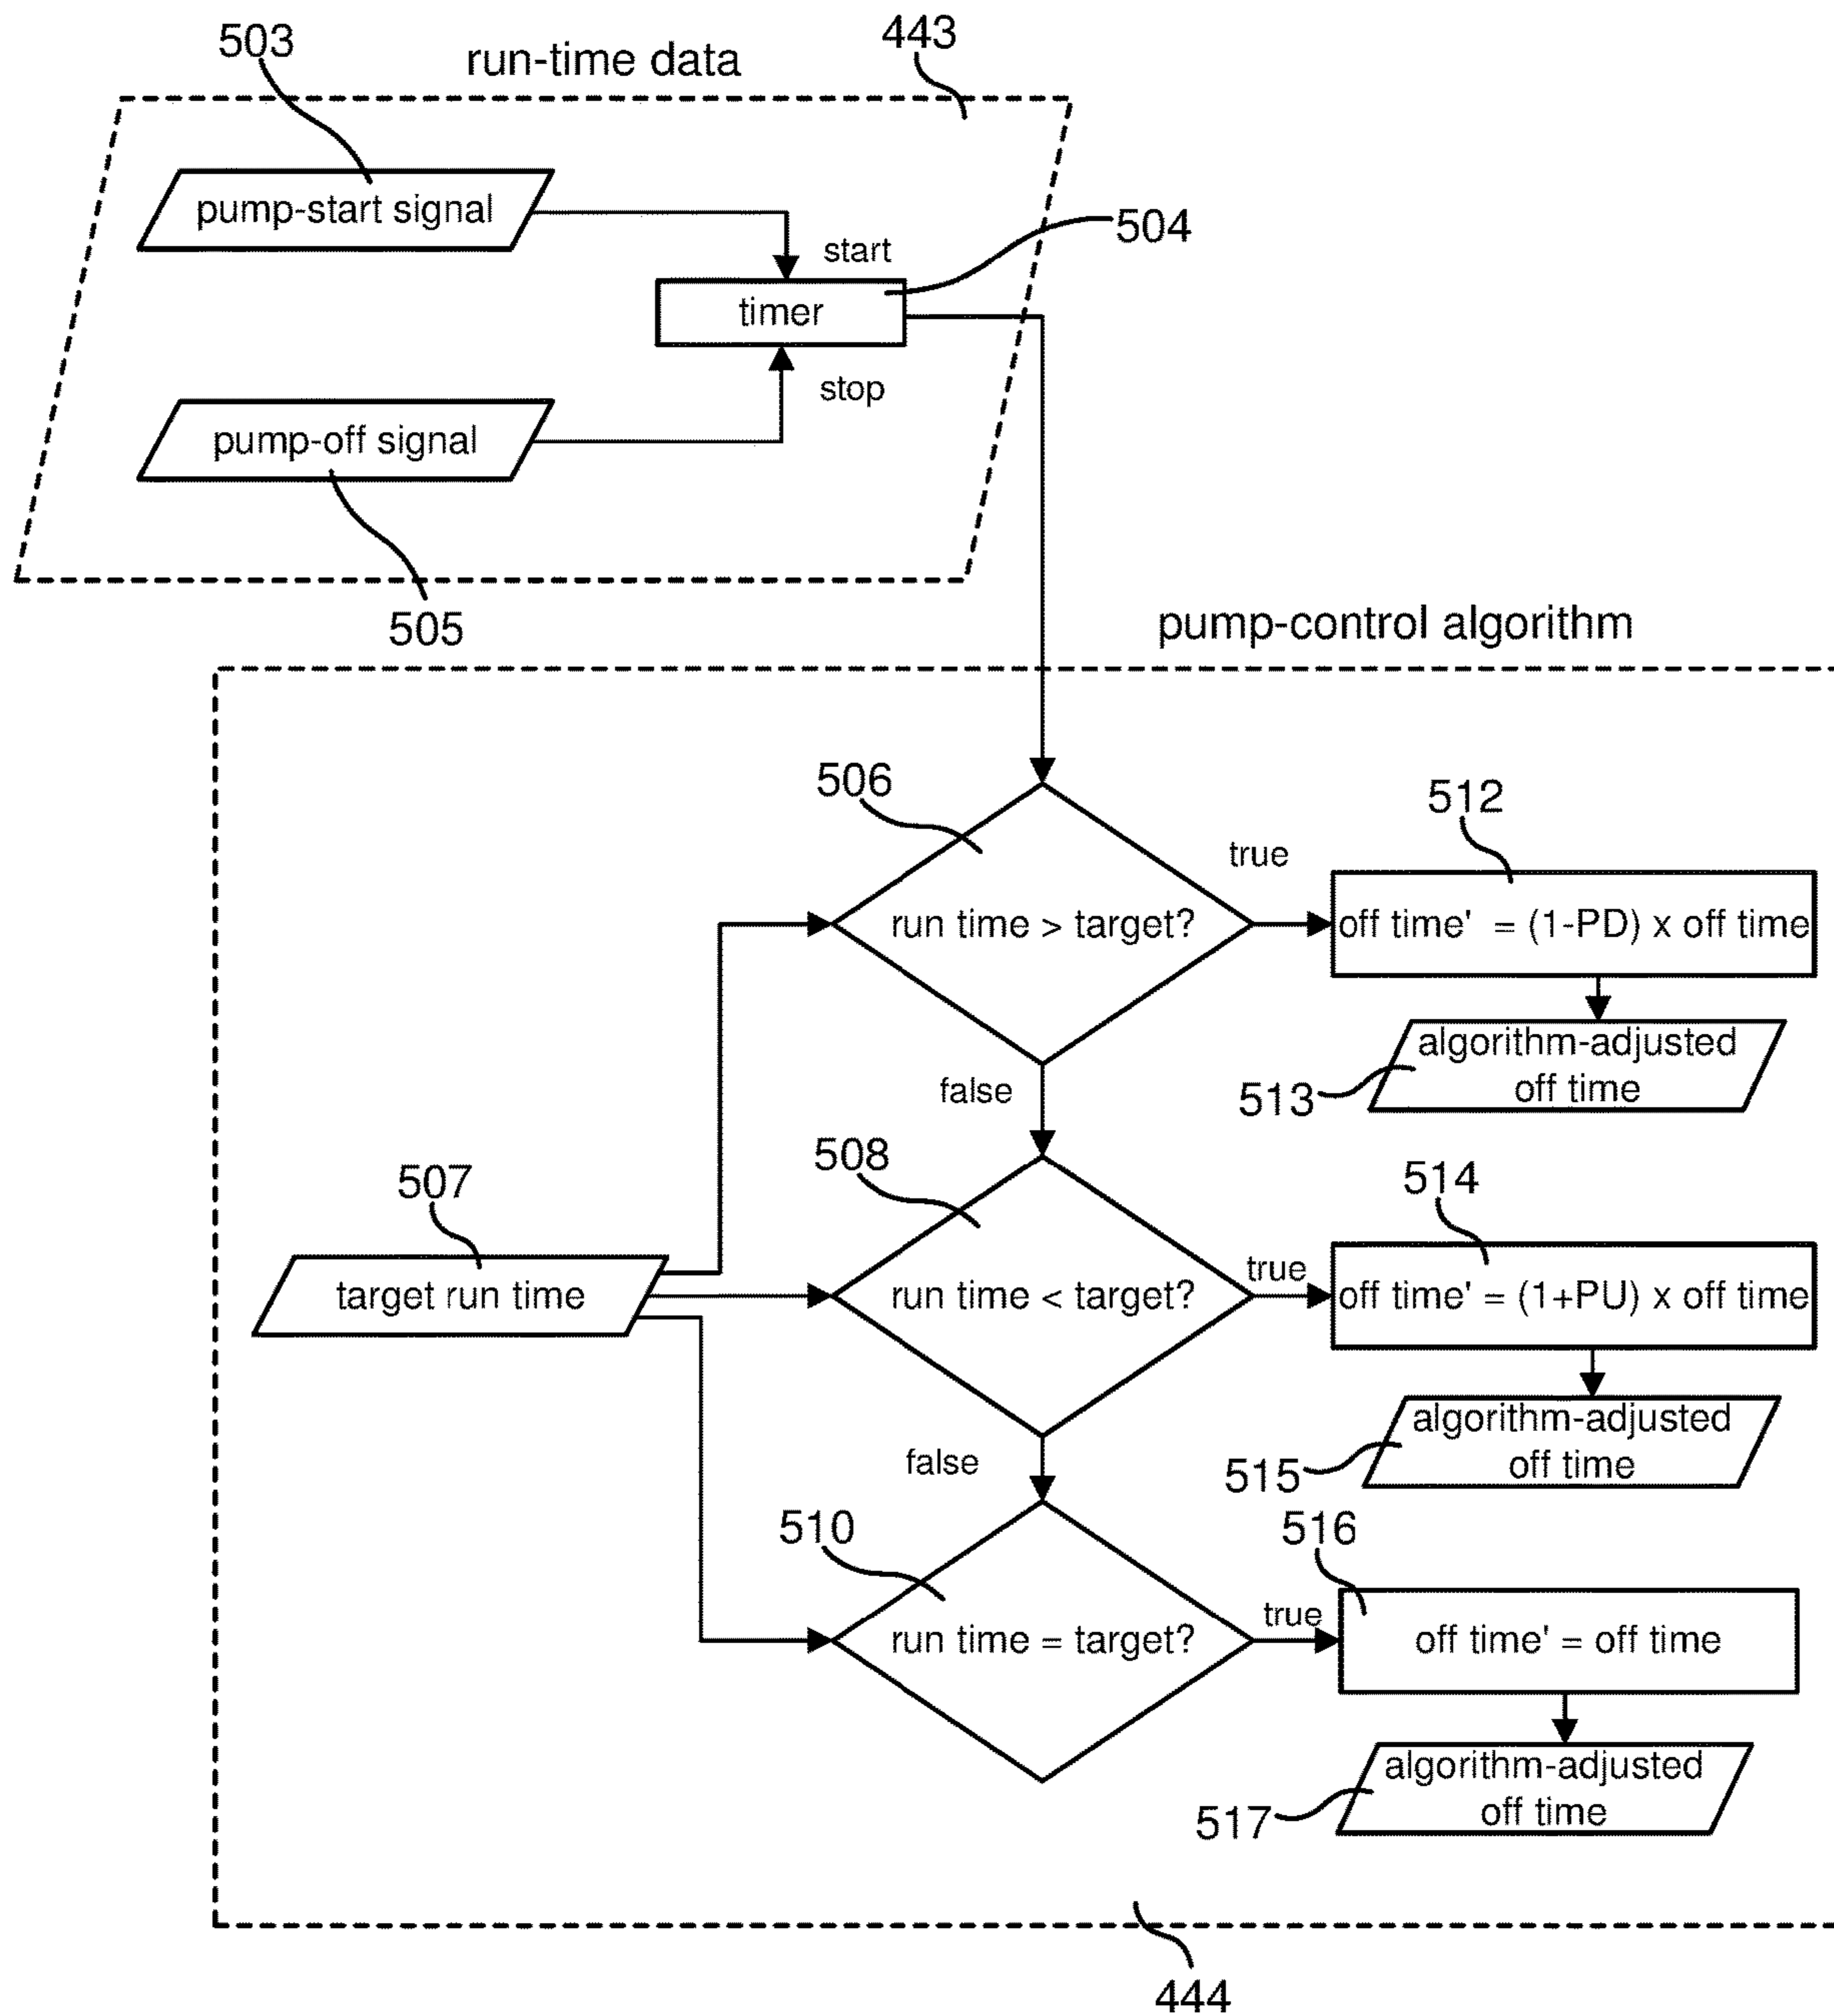 503
run-time data
443
pump-start signal
start
504
timer
stop
pump-off signal
505
pump-control algorithm
506
512
true
run time > target?
off time' = (1-PD) x off time
algorithm-adjusted
off time
513
false
508
514
507
true
target run time
run time < target?
off time' = (1+PU) x off time
algorithm-adjusted
off time
515
false
510
516
true
run time = target?
off time' = off time
algorithm-adjusted
off time
517
444